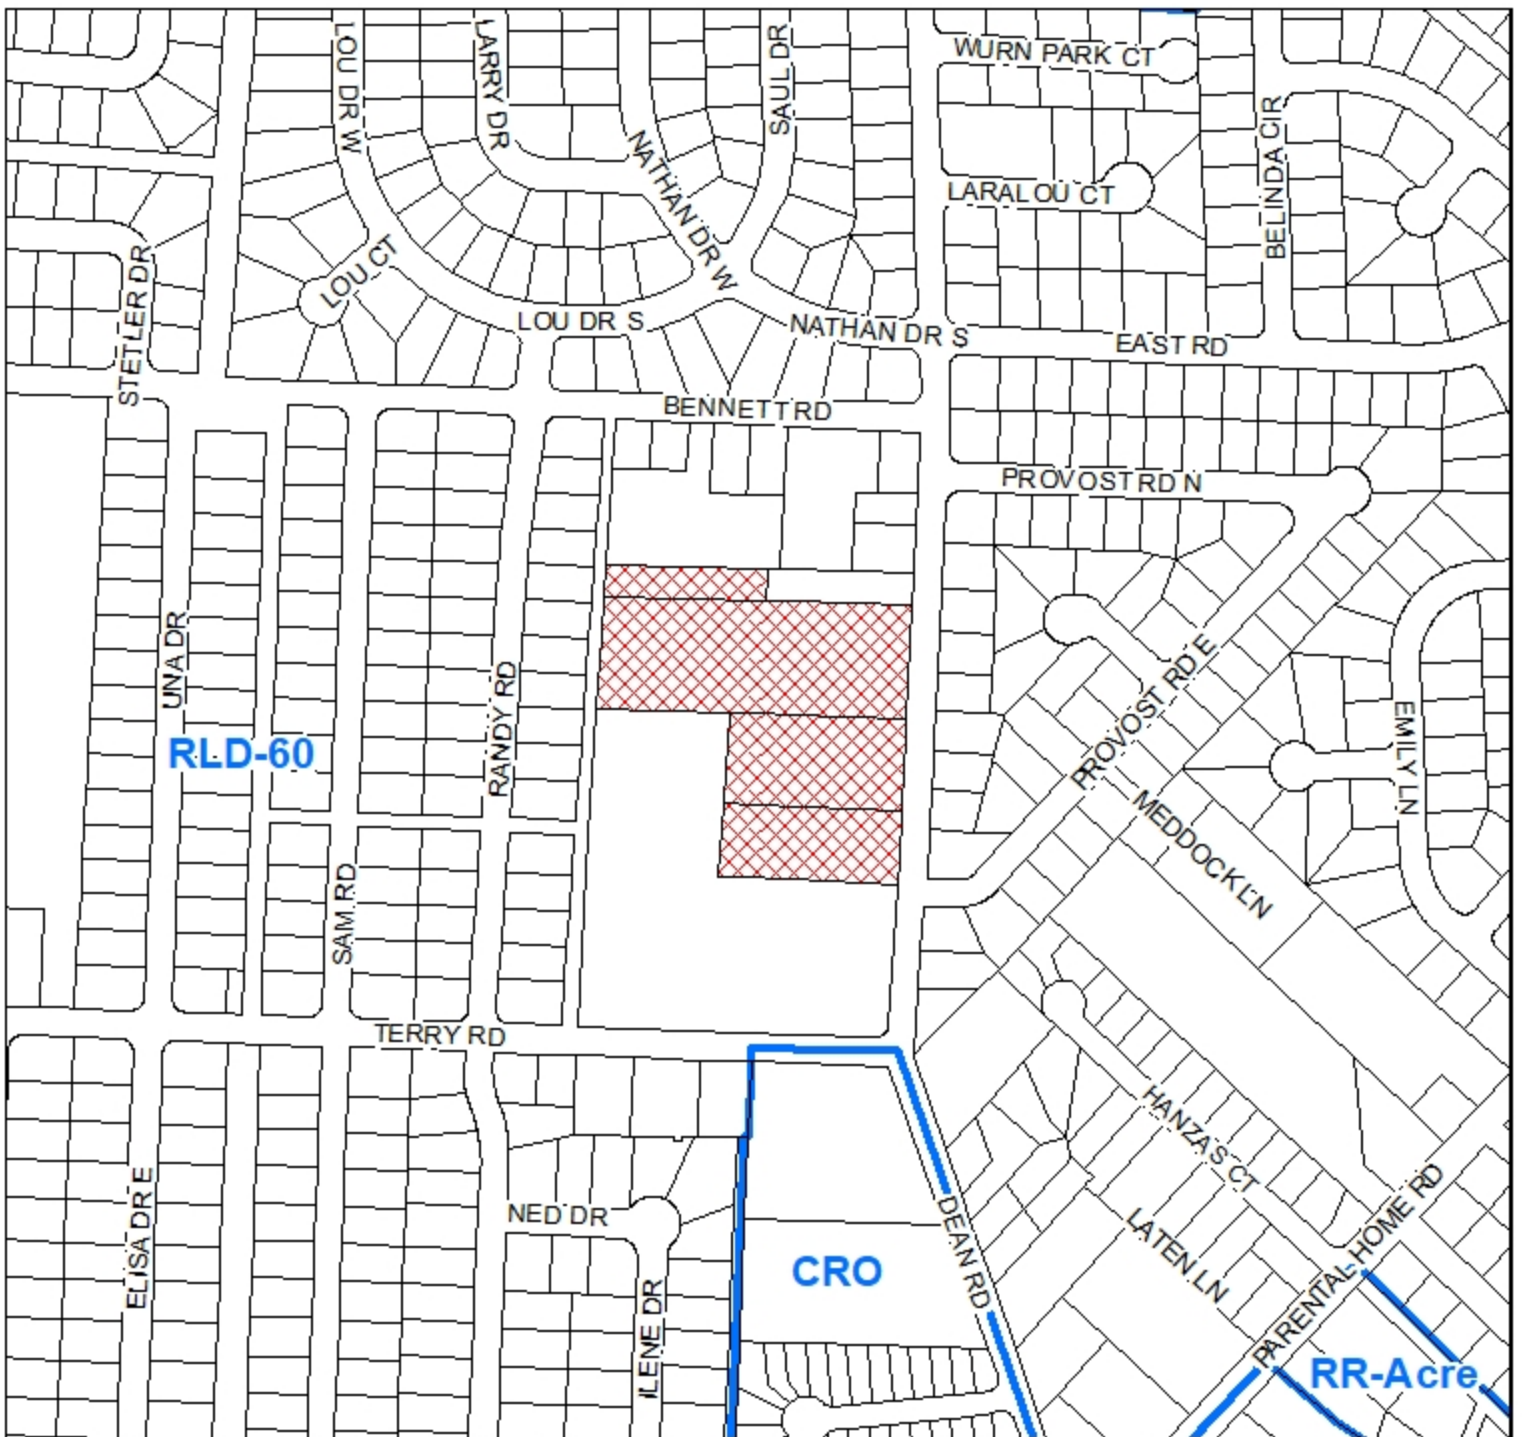 LOU DR W
LARRY DR
SAUL DR
WURN PARK CT
NATHAN DR W
BELINDA CIR
LARALOU CT
STETLER DR
LOU CT
LOU DR S
NATHAN DR S
EAST RD
BENNETT RD
PROVOST RD N
UNA DR
RANDY RD
PROVOST RD E
EMILY LN
RLD-60
MEDDOCK LN
SAM RD
TERRY RD
HANZAS CT
ELISA DR E
NED DR
DEAN RD
LATEN LN
PARENTAL HOME RD
CRO
ILENE DR
RR-Acre